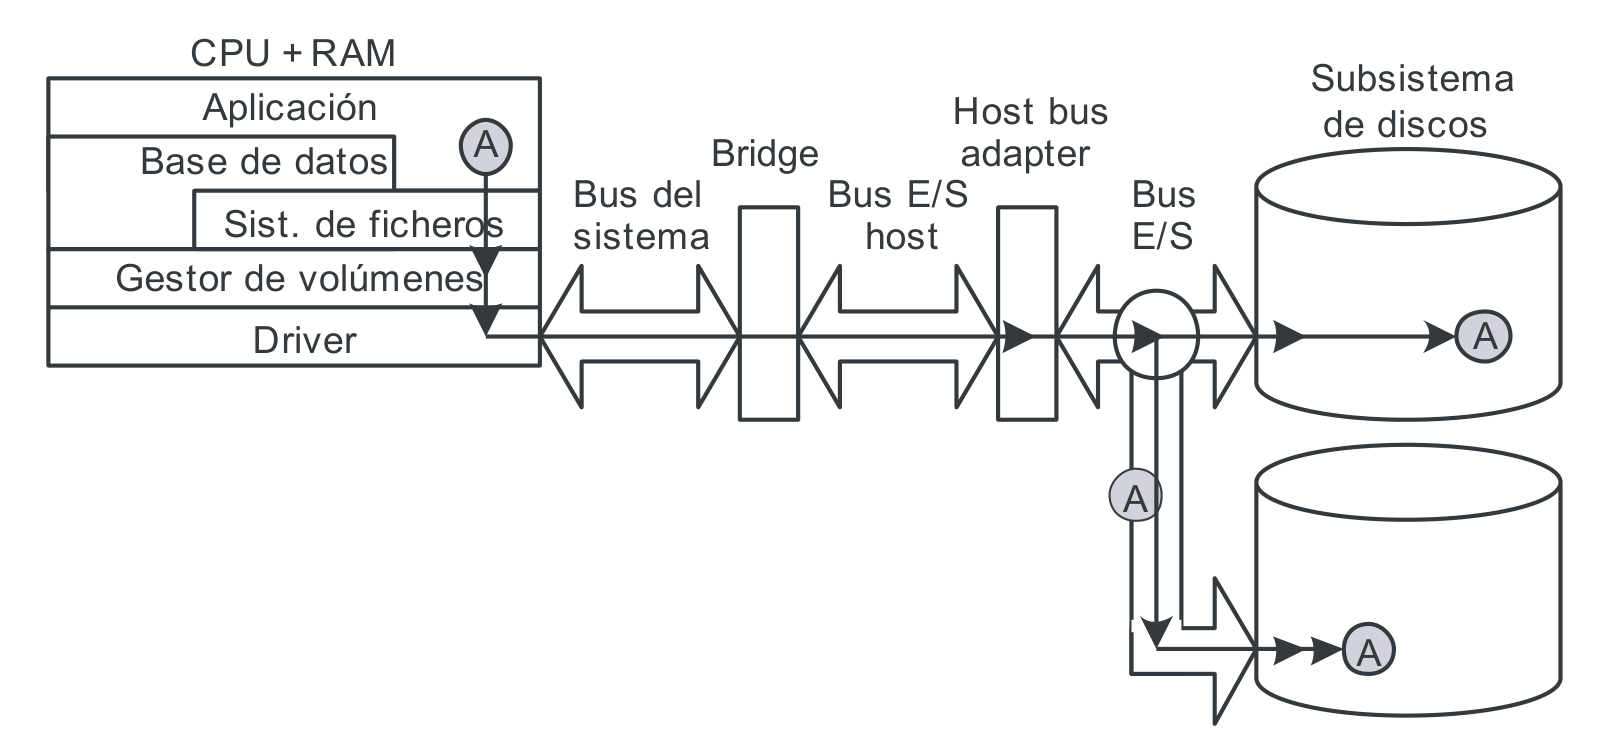 CPU + RAM
Aplicación
A
Base de datos
Sist. de ficheros
Gestor de volúmenes
Driver
Bus del
sistema
Bridge
Bus E/S
host
Host bus
adapter
Bus
E/S
Subsistema
de discos
A
A
A